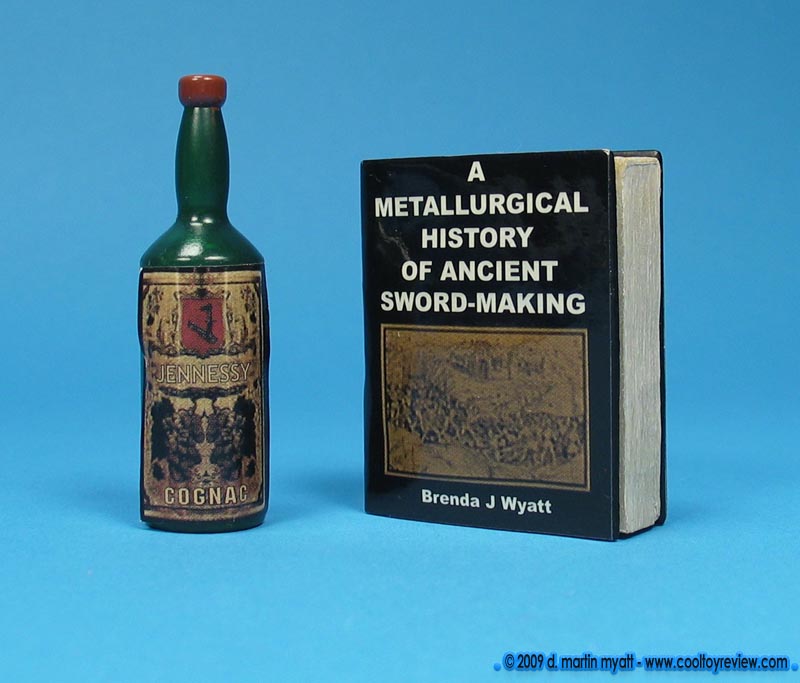 JENNESSY
COGNAC
A
METALLURGICAL
HISTORY
OF ANCIENT
SWORD-MAKING
Brenda J Wyatt
© 2009 d. martin myatt - www.cooltoyreview.com